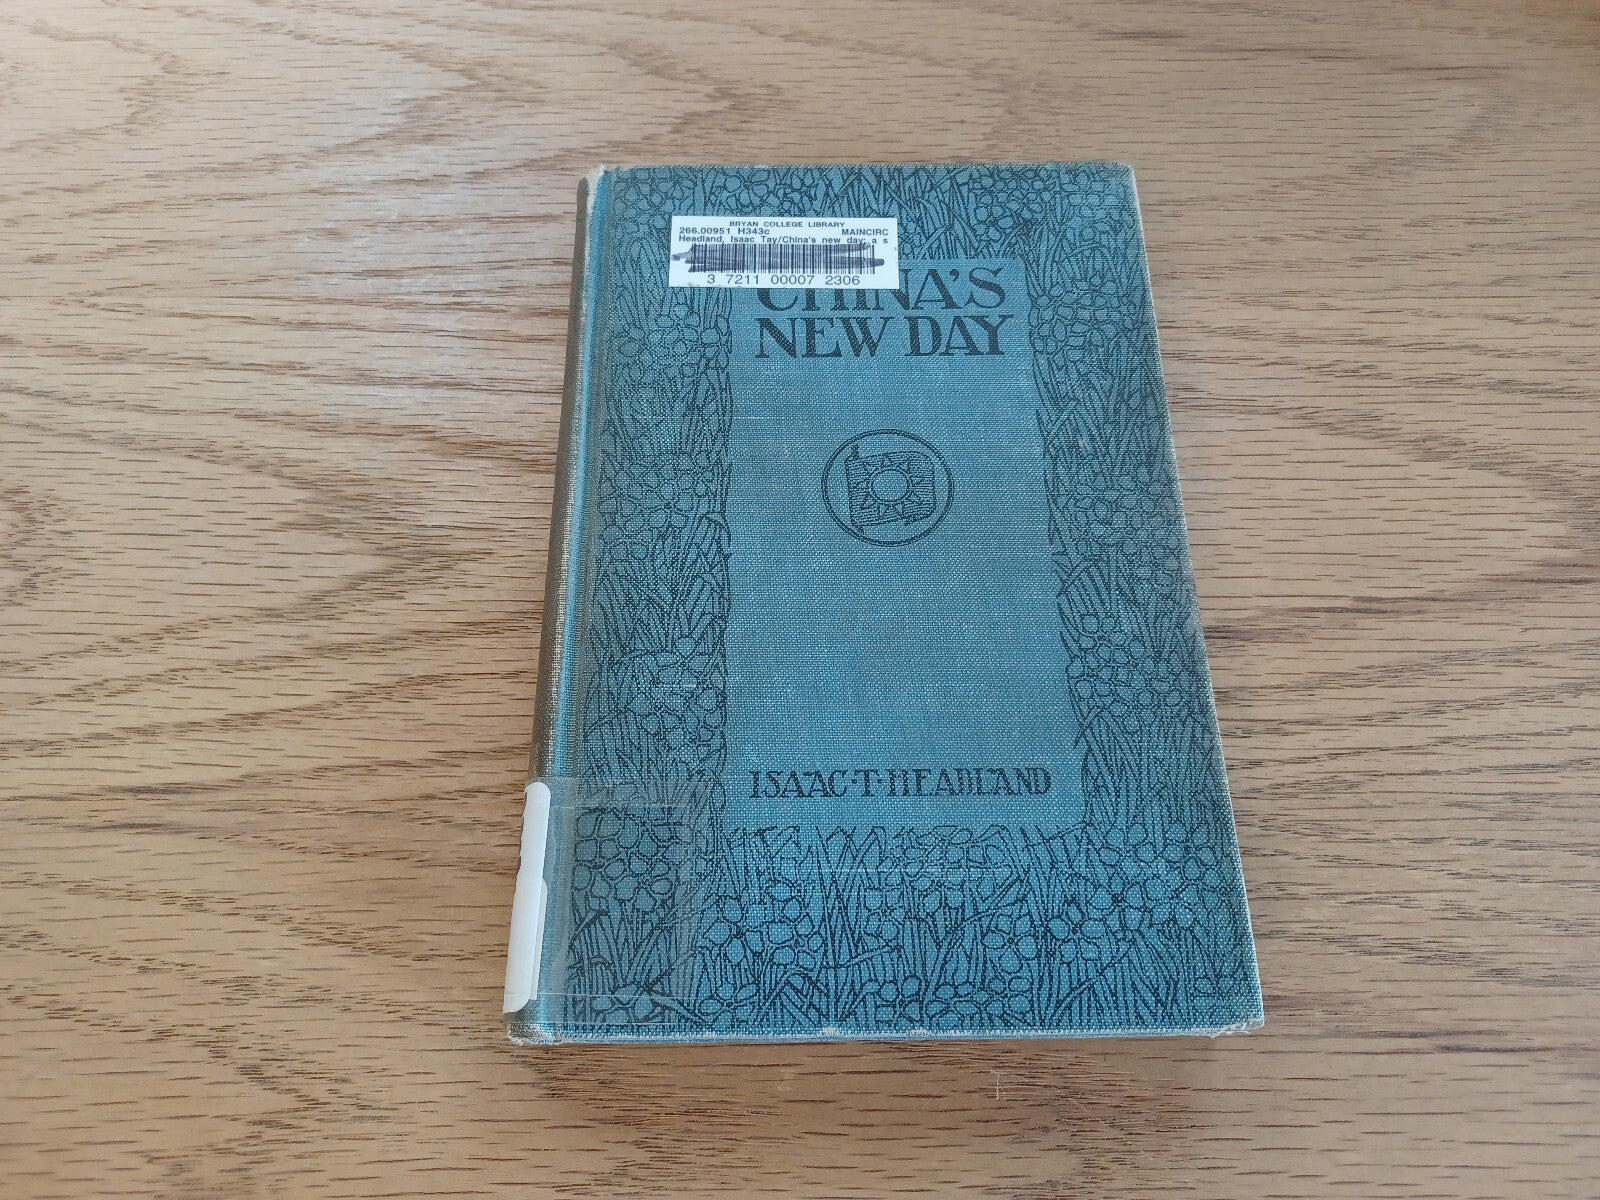 BRYAN COLLEGE LIBRARY
266.00951 H343c MAINCIRC
Headland, Isaac Tay/China's new day; a s
3 7211 00007 2306
CHINA'S
NEW DAY
ISAAC·T·HEADLAND